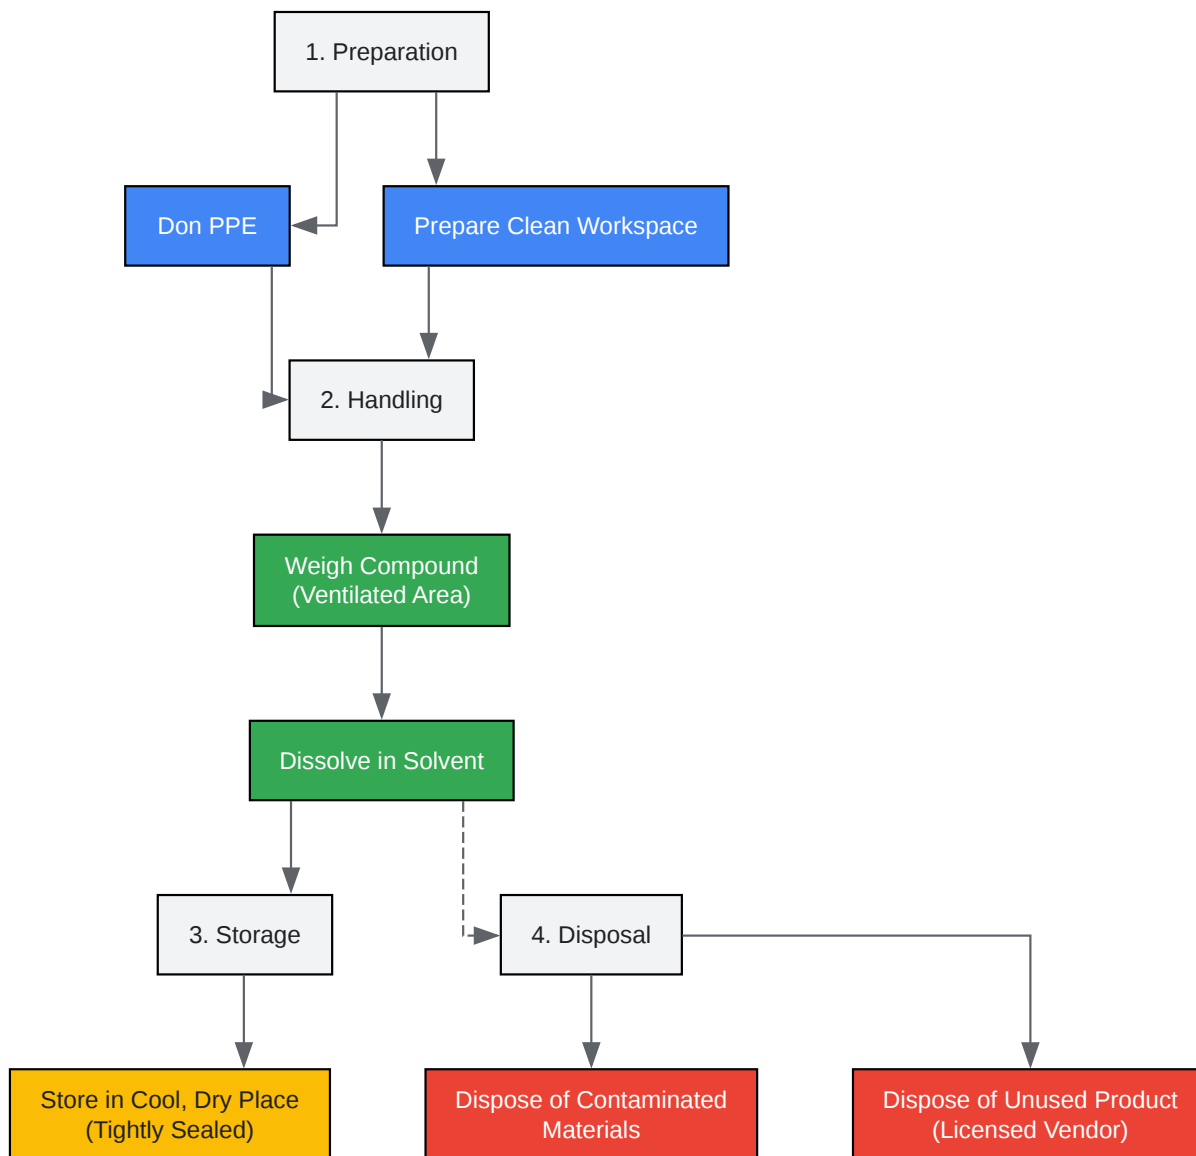 1. Preparation
Don PPE
Prepare Clean Workspace
2. Handling
Weigh Compound
(Ventilated Area)
Dissolve in Solvent
3. Storage
4. Disposal
Store in Cool, Dry Place
(Tightly Sealed)
Dispose of Contaminated
Materials
Dispose of Unused Product
(Licensed Vendor)